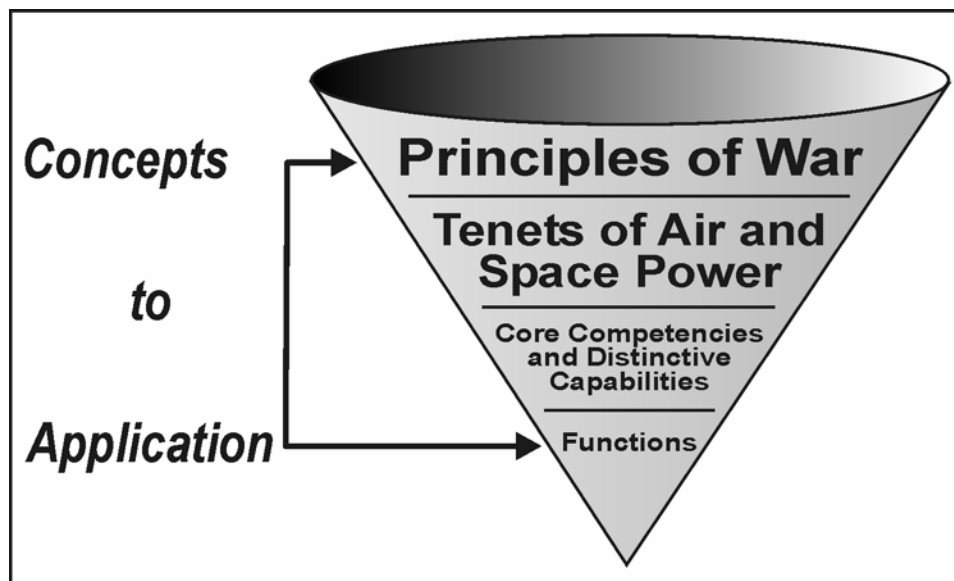 Concepts
to
Application
Principles of War
Tenets of Air and
Space Power
Core Competencies
and Distinctive
Capabilities
Functions